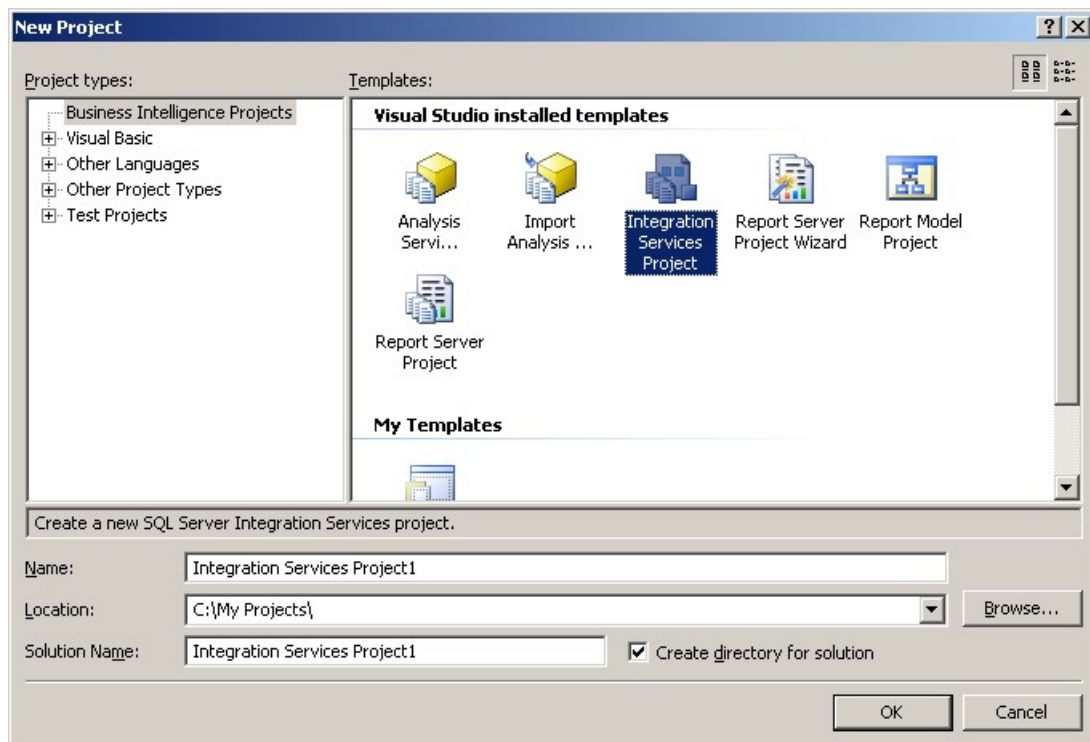 New Project
Project types:
Templates:
Business Intelligence Projects
Visual Basic
Other Languages
Other Project Types
Test Projects
Visual Studio installed templates
Analysis
Servi...
Import
Analysis ...
Integration
Services
Project
Report Server
Project Wizard
Report Model
Project
Report Server
Project
My Templates
Create a new SQL Server Integration Services project.
Name:
Integration Services Project1
Location:
C:\My Projects\
Browse...
Solution Name:
Integration Services Project1
Create directory for solution
OK
Cancel